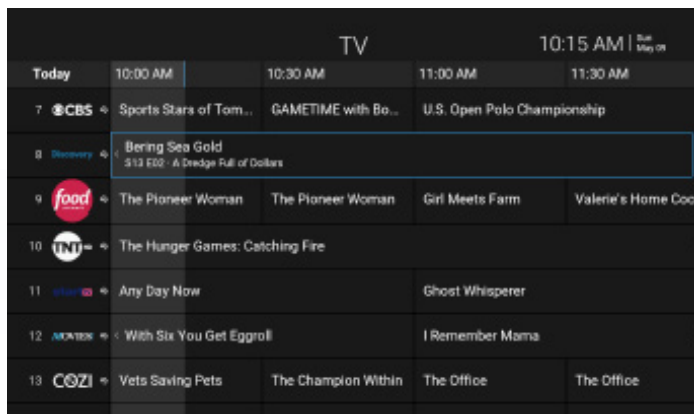 TV
10:15 AM | Sun May 09
Today 10:00 AM 10:30 AM 11:00 AM 11:30 AM
7 CBS Sports Stars of Tom... GAMETIME with Bo... U.S. Open Polo Championship
8 Discovery ‹ Bering Sea Gold
S13 E02 · A Dredge Full of Dollars
9 food The Pioneer Woman The Pioneer Woman Girl Meets Farm Valerie's Home Coo
10 TNT The Hunger Games: Catching Fire
11 Any Day Now Ghost Whisperer
12 MOVIES ‹ With Six You Get Eggroll I Remember Mama
13 COZI Vets Saving Pets The Champion Within The Office The Office